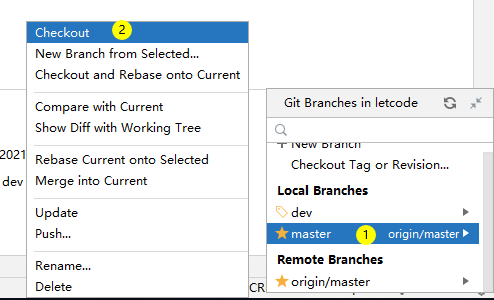 Checkout
2
New Branch from Selected...
Checkout and Rebase onto Current
Compare with Current
Show Diff with Working Tree
Rebase Current onto Selected
Merge into Current
Update
Push...
Rename...
Delete
2021
dev
Git Branches in letcode
New Branch
Checkout Tag or Revision...
Local Branches
dev
master 1 origin/master
Remote Branches
origin/master
CR